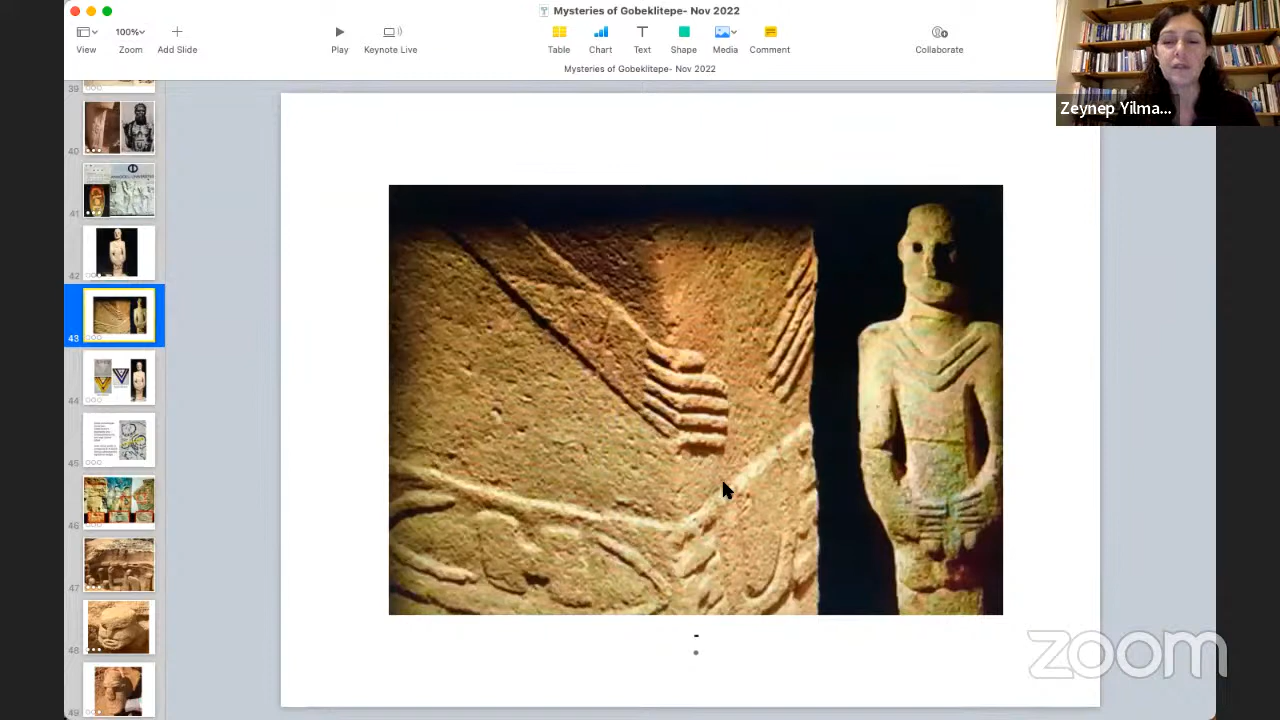 Mysteries of Gobeklitepe- Nov 2022
100%
View
Zoom
Add Slide
Play
Keynote Live
Table
Chart
Text
Shape
Media
Comment
Collaborate
Mysteries of Gobeklitepe- Nov 2022
Zeynep Yilma...
39
40
41
42
43
44
45
46
47
48
49
zoom